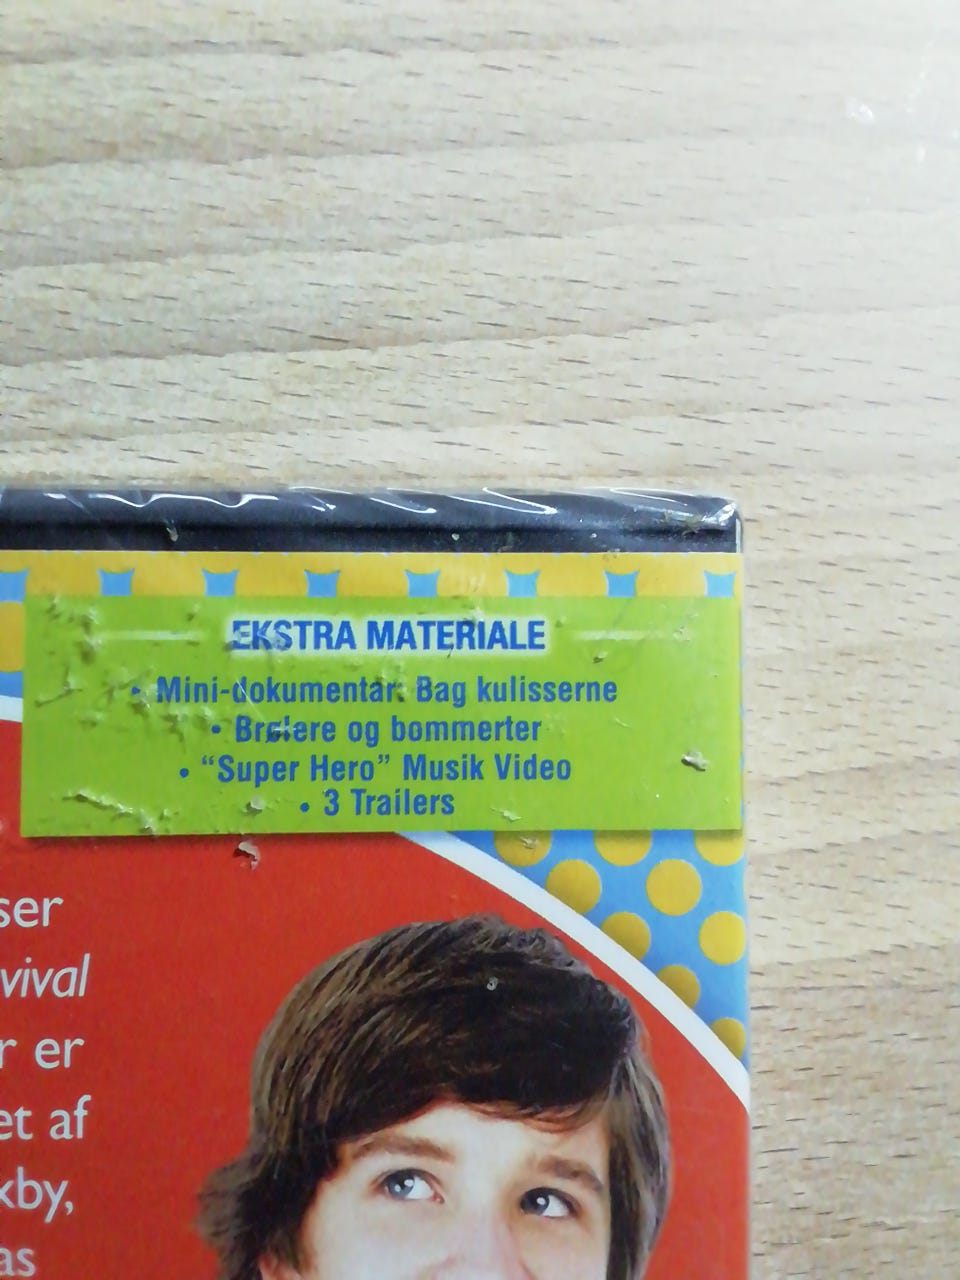 EKSTRA MATERIALE
• Mini-dokumentar: Bag kulisserne
• Brølere og bommerter
• “Super Hero” Musik Video
• 3 Trailers
ser
vival
r er
et af
kby,
as